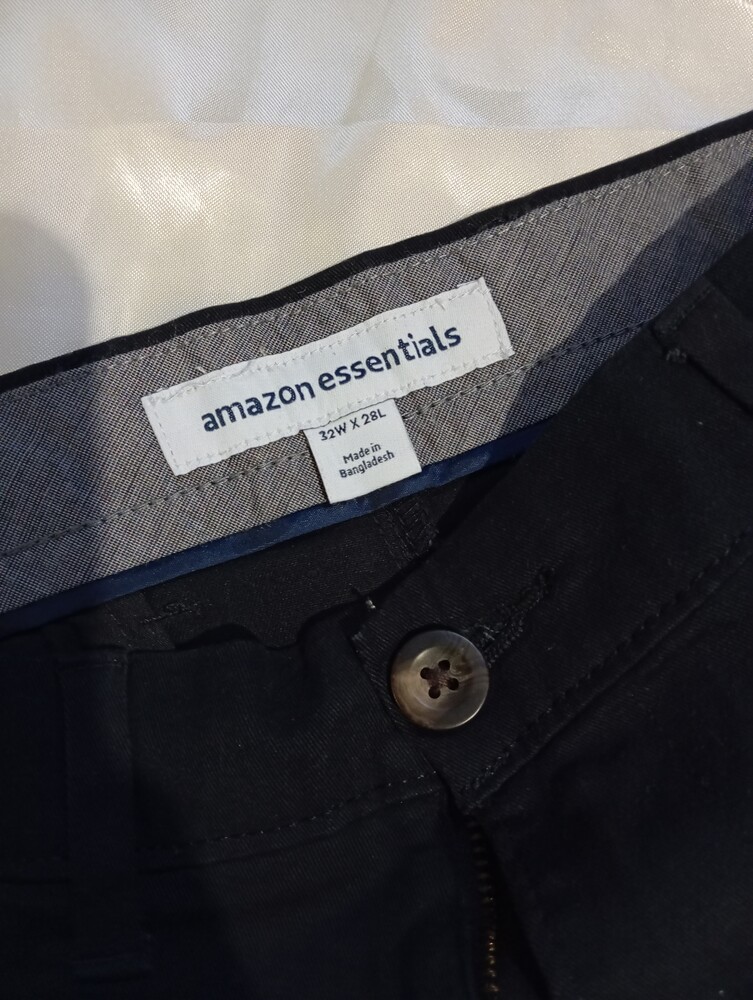 amazon essentials
32W X 28L
Made in
Bangladesh